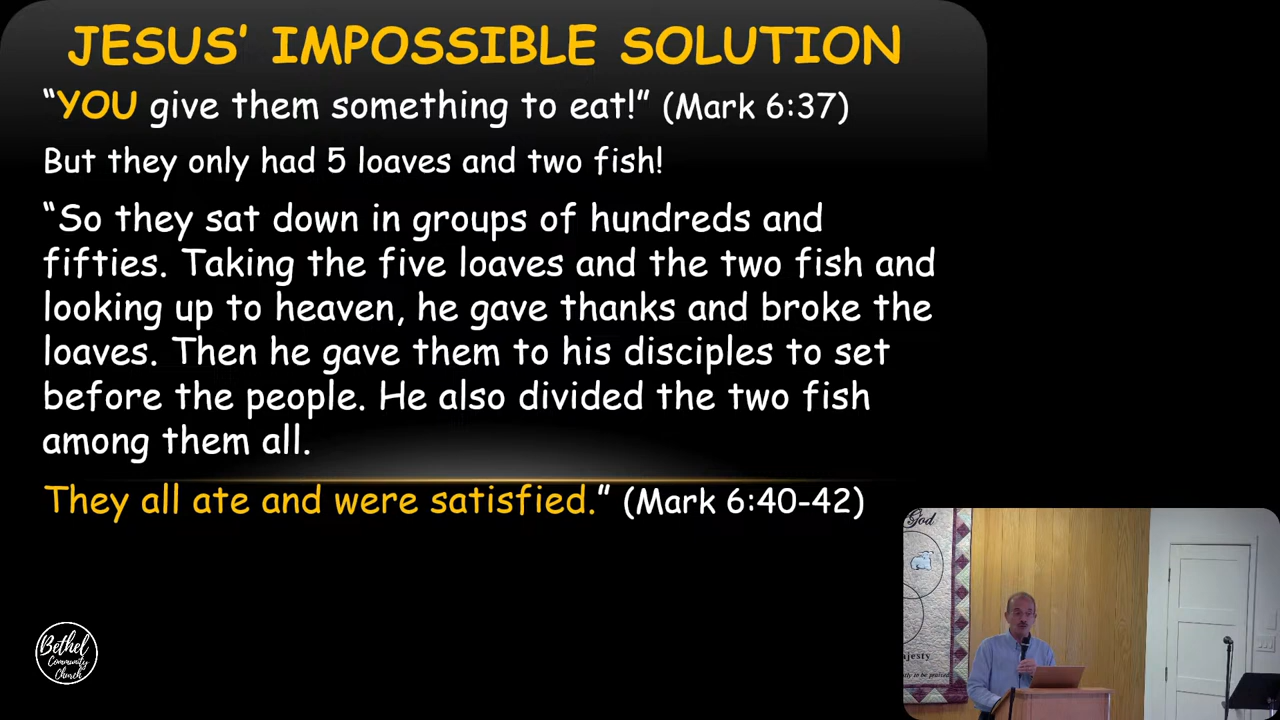 JESUS’ IMPOSSIBLE SOLUTION
“YOU give them something to eat!” (Mark 6:37)
But they only had 5 loaves and two fish!
“So they sat down in groups of hundreds and
fifties. Taking the five loaves and the two fish and
looking up to heaven, he gave thanks and broke the
loaves. Then he gave them to his disciples to set
before the people. He also divided the two fish
among them all.
They all ate and were satisfied.” (Mark 6:40-42)
God
Bethel
Community
Church
to be praised